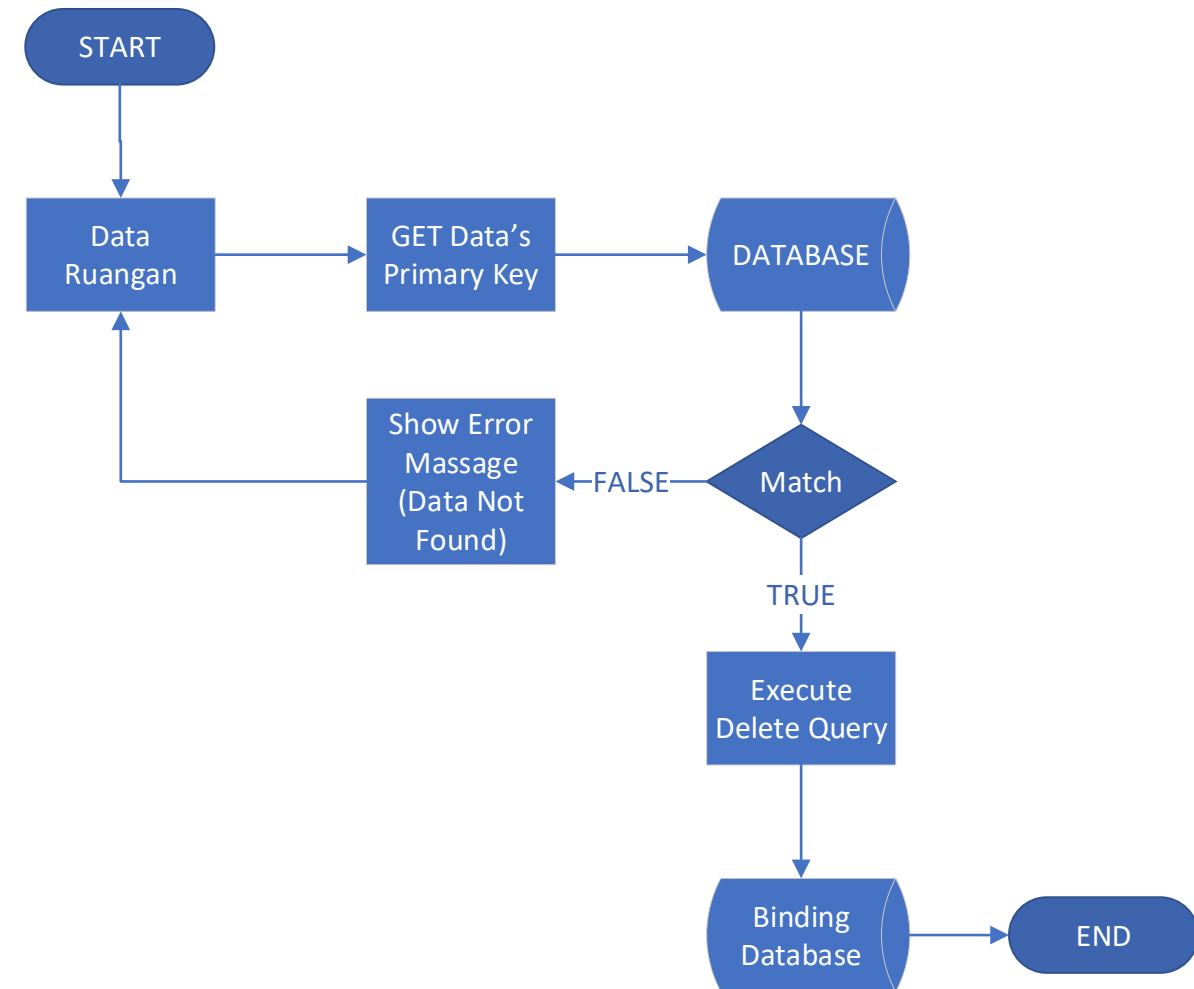 START
Data
Ruangan
GET Data’s
Primary Key
DATABASE
Show Error
Massage
(Data Not
Found)
FALSE
Match
TRUE
Execute
Delete Query
Binding
Database
END